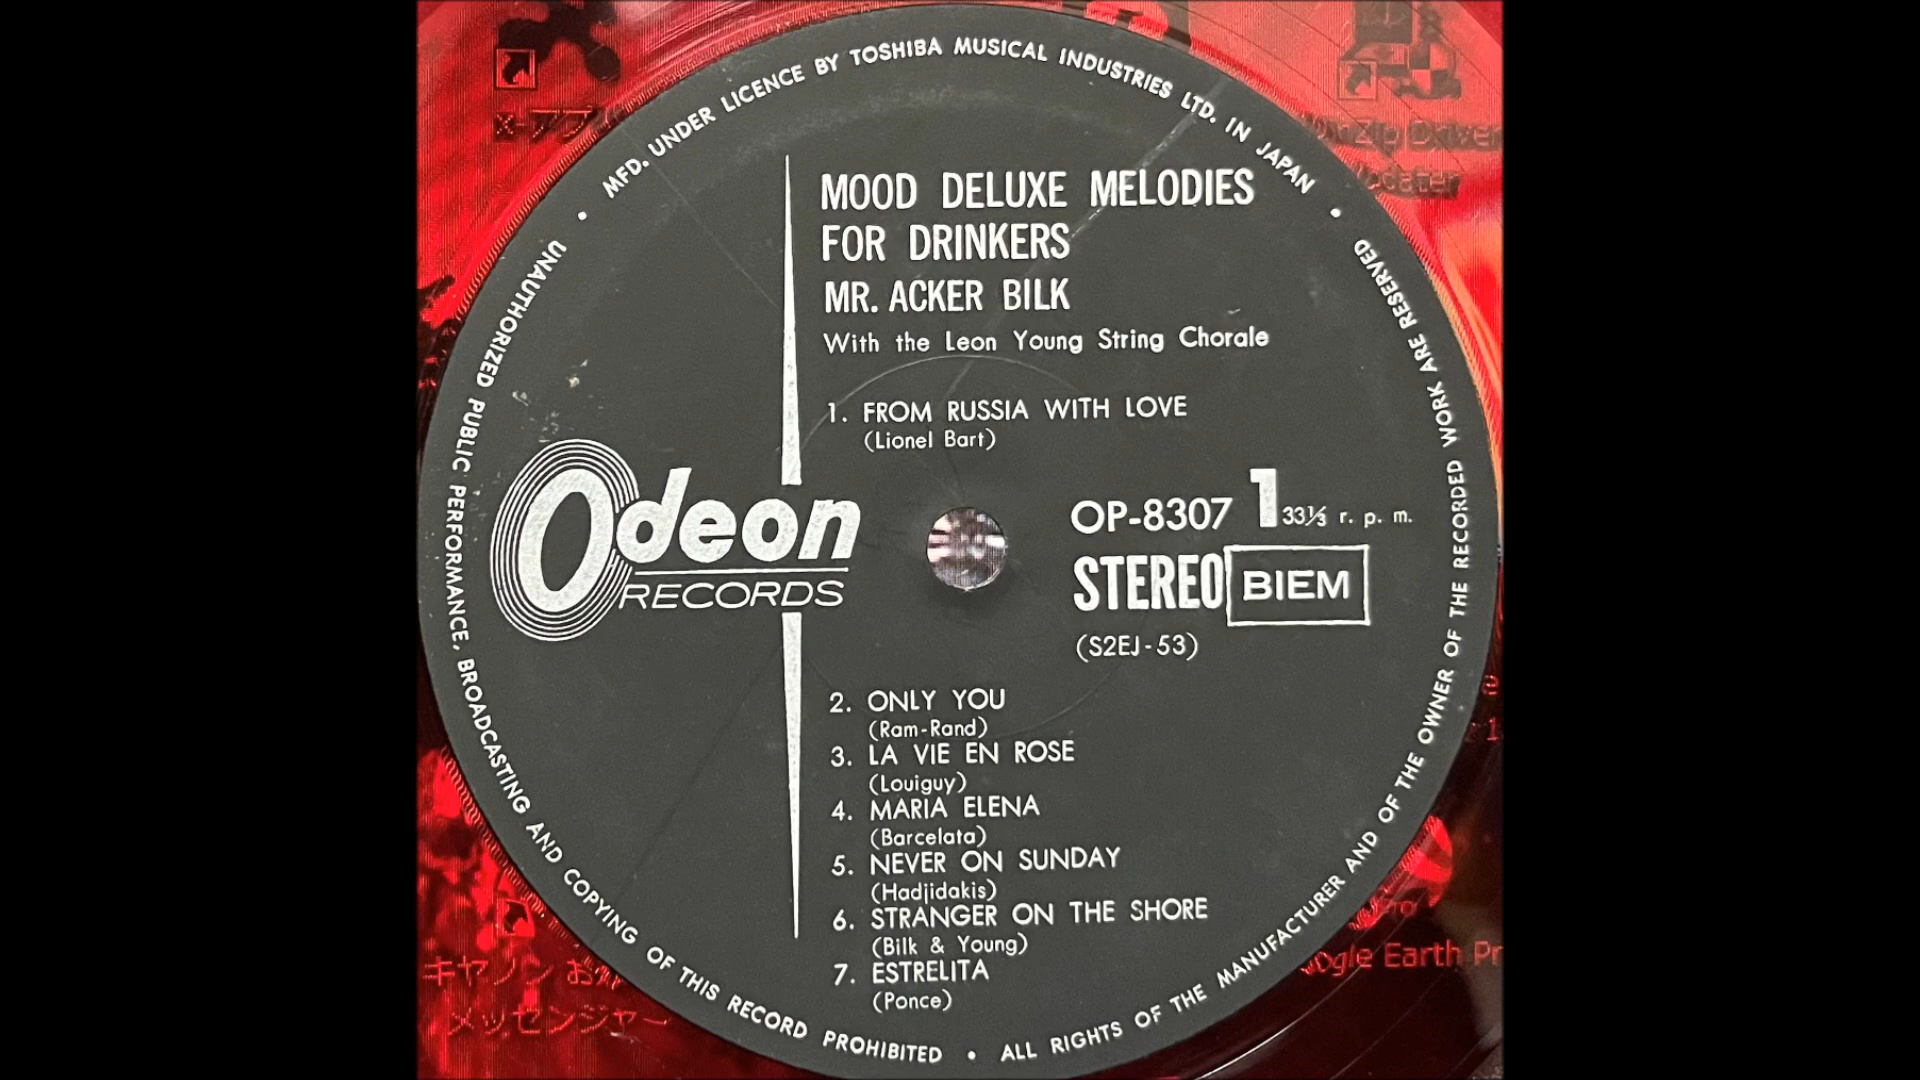 MFD. UNDER LICENCE BY TOSHIBA MUSICAL INDUSTRIES LTD. IN JAPAN
MOOD DELUXE MELODIES
FOR DRINKERS
MR. ACKER BILK
With the Leon Young String Chorale
1. FROM RUSSIA WITH LOVE
(Lionel Bart)
Odeon
RECORDS
OP-8307 1 33⅓ r. p. m.
STEREO BIEM
(S2EJ-53)
2. ONLY YOU
(Ram-Rand)
3. LA VIE EN ROSE
(Louiguy)
4. MARIA ELENA
(Barcelata)
5. NEVER ON SUNDAY
(Hadjidakis)
6. STRANGER ON THE SHORE
(Bilk & Young)
7. ESTRELITA
(Ponce)
UNAUTHORIZED PUBLIC PERFORMANCE, BROADCASTING AND COPYING OF THIS RECORD PROHIBITED • ALL RIGHTS OF THE MANUFACTURER AND OF THE OWNER OF THE RECORDED WORK ARE RESERVED
キヤノン
メッセンジャー
Earth